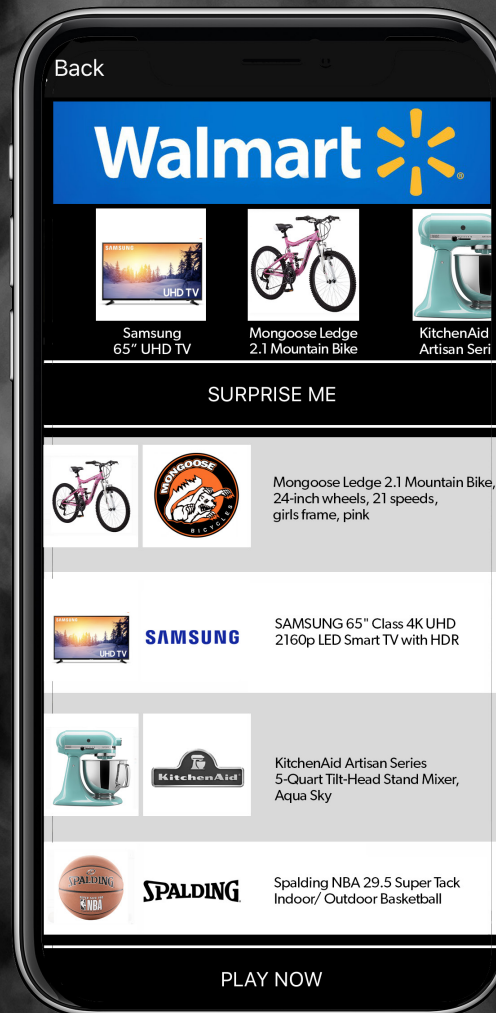 Back
Walmart
SAMSUNG
UHD TV
Samsung
65” UHD TV
Mongoose Ledge
2.1 Mountain Bike
KitchenAid
Artisan Seri
SURPRISE ME
MONGOOSE
BICYCLES
Mongoose Ledge 2.1 Mountain Bike,
24-inch wheels, 21 speeds,
girls frame, pink
SAMSUNG
UHD TV
SAMSUNG
SAMSUNG 65" Class 4K UHD
2160p LED Smart TV with HDR
KitchenAid
KitchenAid Artisan Series
5-Quart Tilt-Head Stand Mixer,
Aqua Sky
SPALDING
NBA
SPALDING
Spalding NBA 29.5 Super Tack
Indoor/ Outdoor Basketball
PLAY NOW